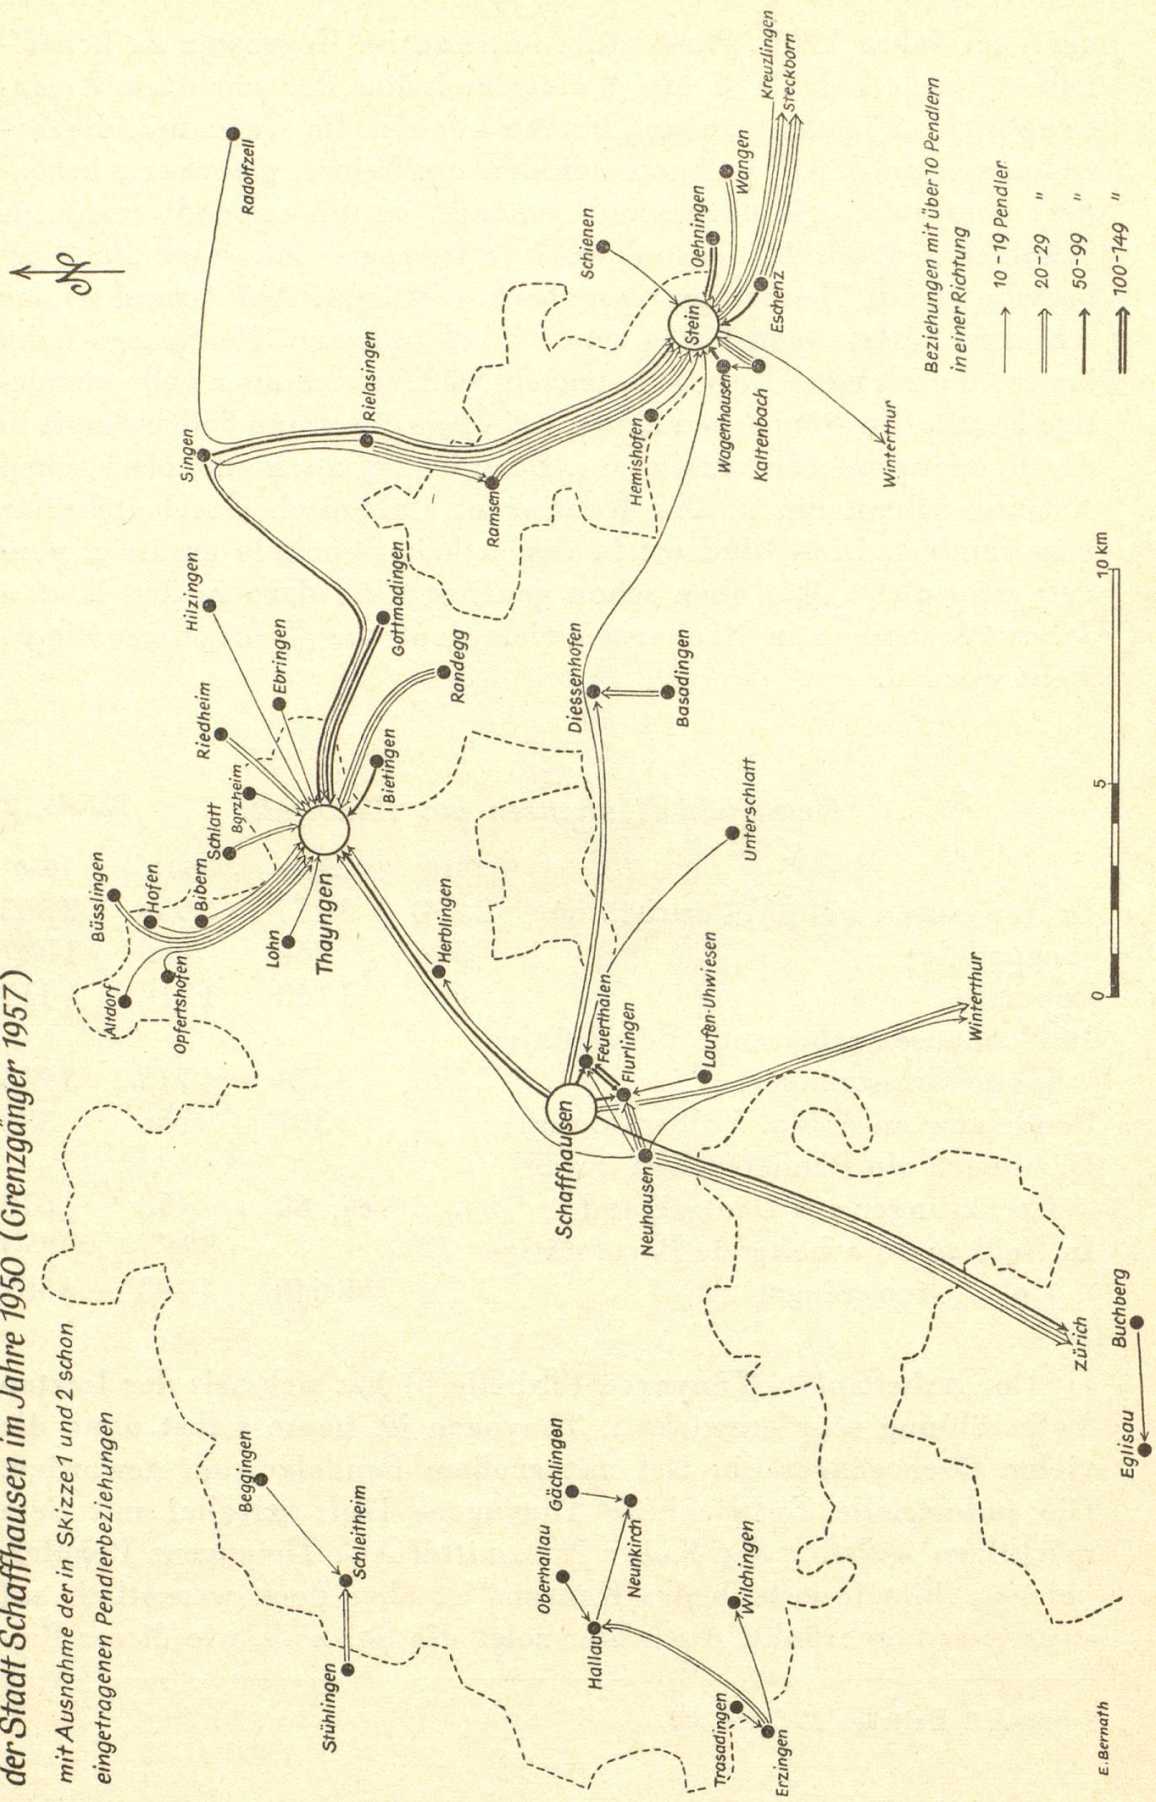 der Stadt Schaffhausen im Jahre 1950 (Grenzgänger 1957)
mit Ausnahme der in Skizze 1 und 2 schon
eingetragenen Pendlerbeziehungen
N
Radolfzell
Singen
Hilzingen
Rielasingen
Ebringen
Riedheim
Gottmadingen
Randegg
Barzheim
Schlatt
Bietingen
Büsslingen
Hofen
Bibern
Altdorf
Opfertshofen
Lohn
Thayngen
Herblingen
Ramsen
Hemishofen
Schienen
Oehningen
Wangen
Stein
Eschenz
Wagenhausen
Kaltenbach
Kreuzlingen
Steckborn
Winterthur
Diessenhofen
Basadingen
Unterschlatt
Schaffhausen
Feuerthalen
Flurlingen
Neuhausen
Laufen-Uhwiesen
Winterthur
Zürich
Buchberg
Eglisau
Beggingen
Schleitheim
Stühlingen
Gächlingen
Oberhallau
Neunkirch
Hallau
Wilchingen
Trasadingen
Erzingen
Beziehungen mit über 10 Pendlern
in einer Richtung
10-19 Pendler
20-29 "
50-99 "
100-149 "
0 5 10 km
E. Bernath